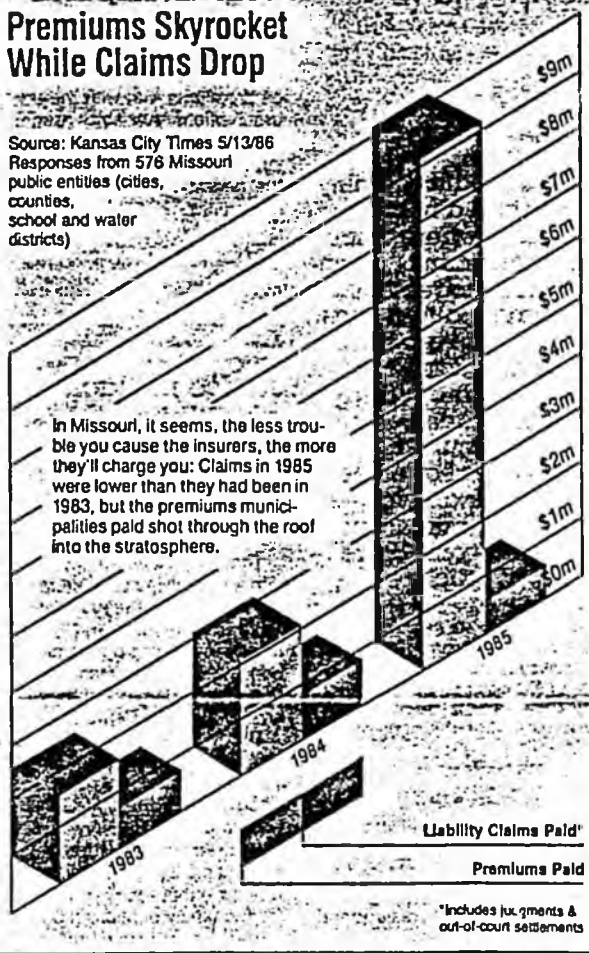 Premiums Skyrocket
While Claims Drop
Source: Kansas City Times 5/13/86
Responses from 576 Missouri
public entities (cities,
counties,
school and water
districts)
$9m
$8m
$7m
$6m
$5m
$4m
$3m
$2m
$1m
$0m
In Missouri, it seems, the less trou-
ble you cause the insurers, the more
they'll charge you: Claims in 1985
were lower than they had been in
1983, but the premiums munici-
palities paid shot through the roof
into the stratosphere.
1985
1984
1983
Liability Claims Paid*
Premiums Paid
*Includes judgments &
out-of-court settlements